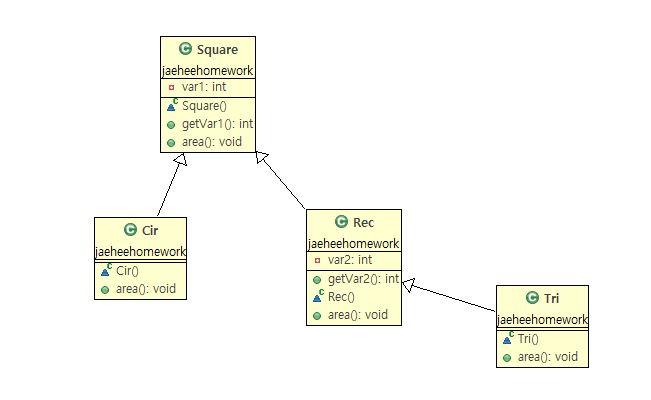 Square
jaeheehomework
var1: int
Square()
getVar1(): int
area(): void
Cir
jaeheehomework
Cir()
area(): void
Rec
jaeheehomework
var2: int
getVar2(): int
Rec()
area(): void
Tri
jaeheehomework
Tri()
area(): void